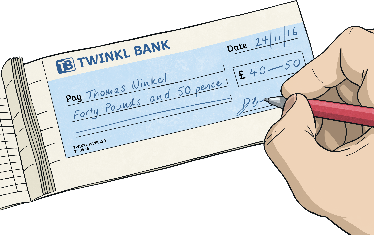 TWINKL BANK
Date 24/11/16
Pay Thomas Winkel
Forty Pounds and 50 pence.
£ 40-50